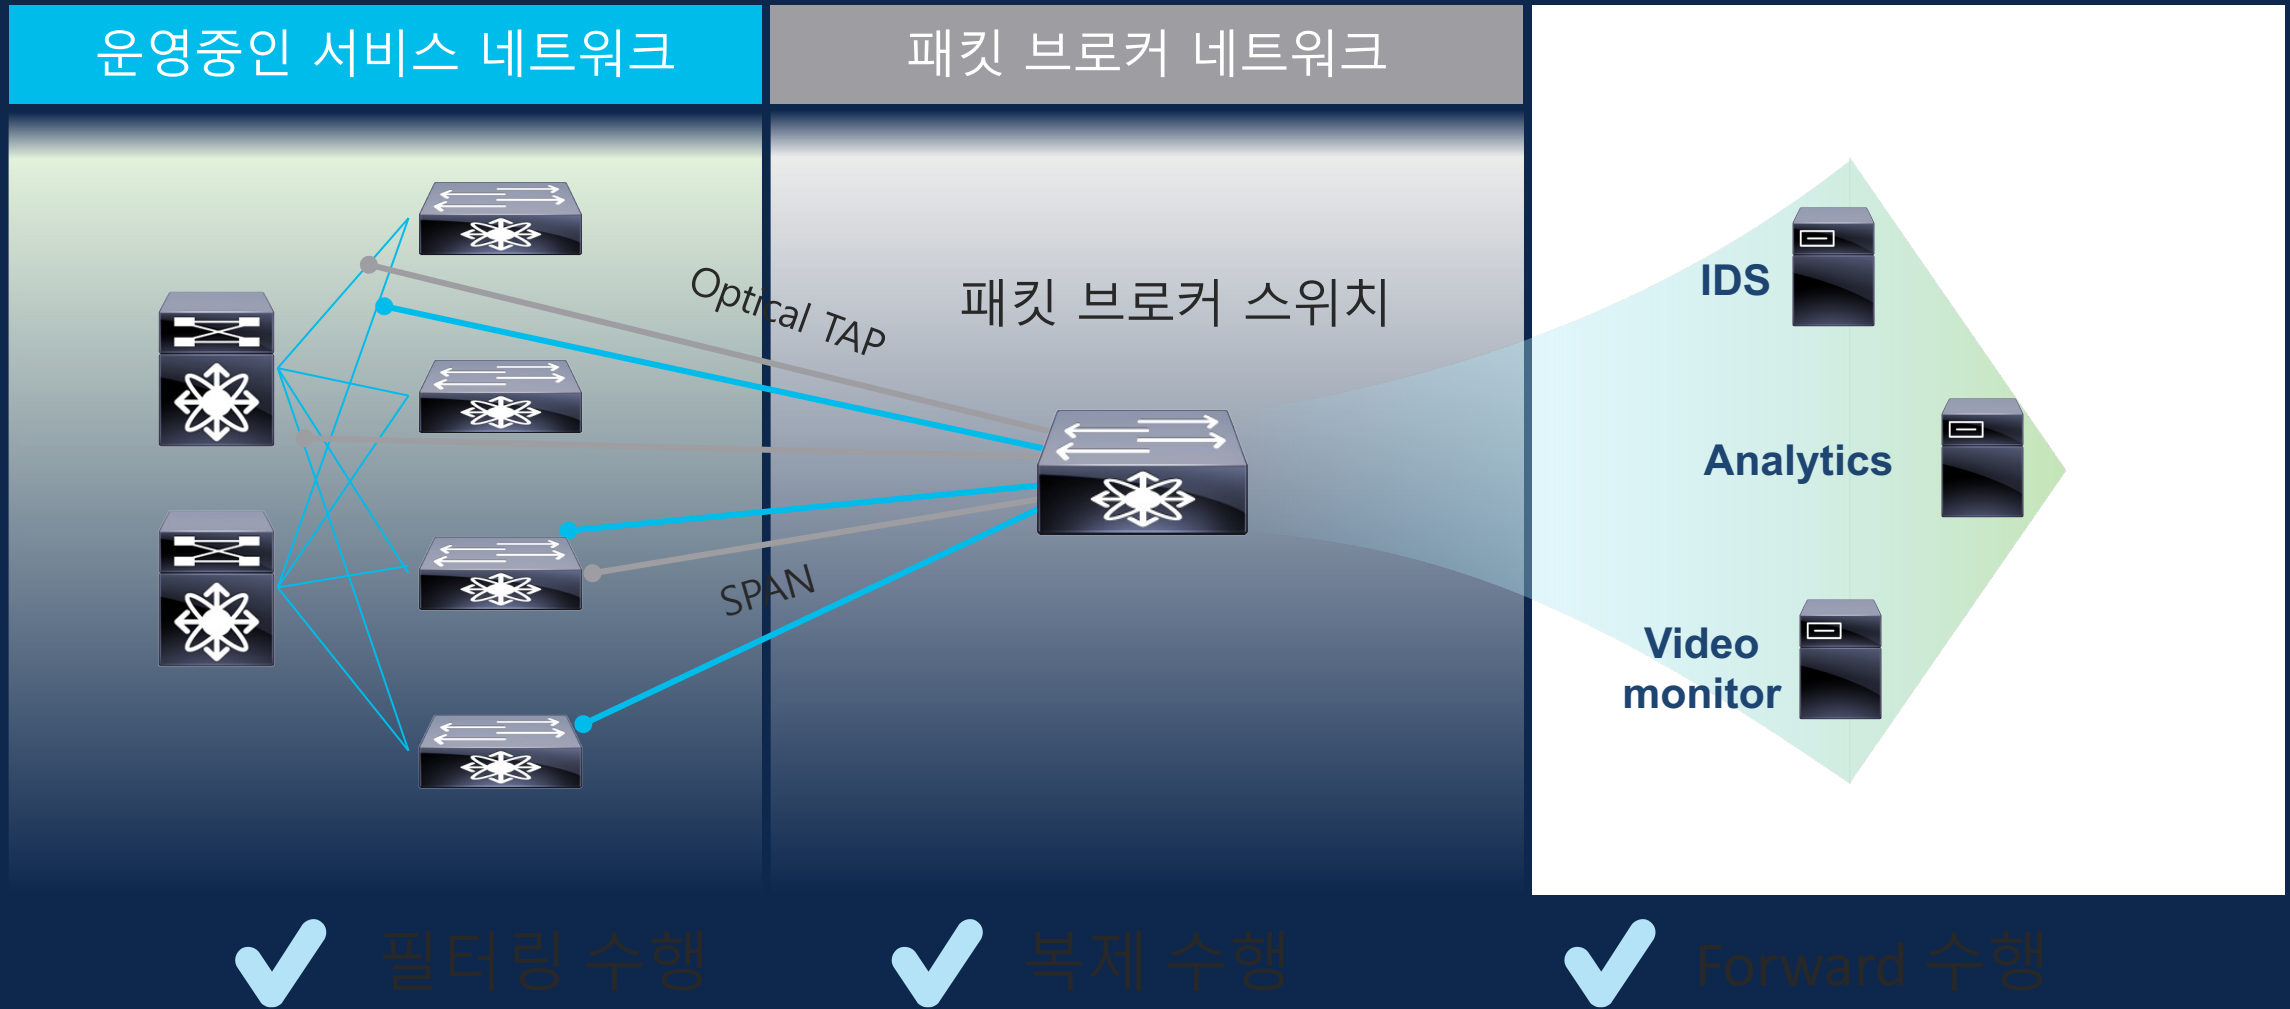 운영중인 서비스 네트워크
패킷 브로커 네트워크
Optical TAP
패킷 브로커 스위치
SPAN
IDS
Analytics
Video
monitor
필터링 수행
복제 수행
Forward 수행